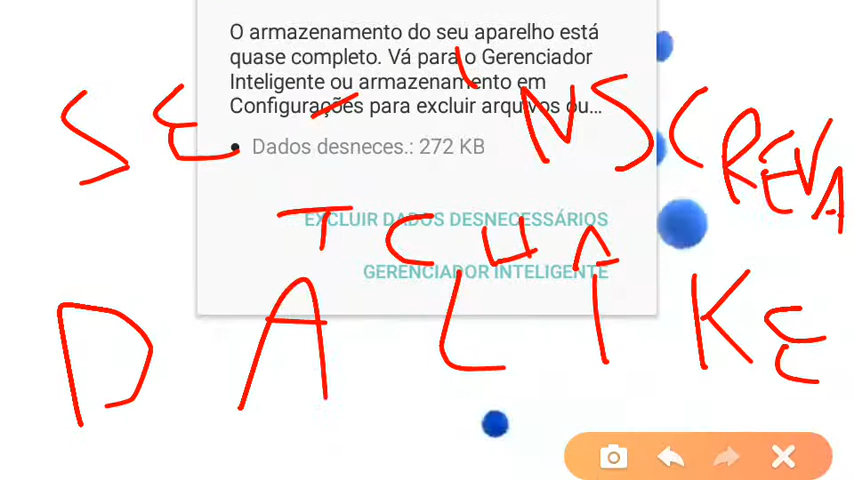 O armazenamento do seu aparelho está
quase completo. Vá para o Gerenciador
Inteligente ou armazenamento em
Configurações para excluir arquivos ou...
SE - INSCREVA
• Dados desneces.: 272 KB
EXCLUIR DADOS DESNECESSÁRIOS
TCHA
GERENCIADOR INTELIGENTE
DA LIKE